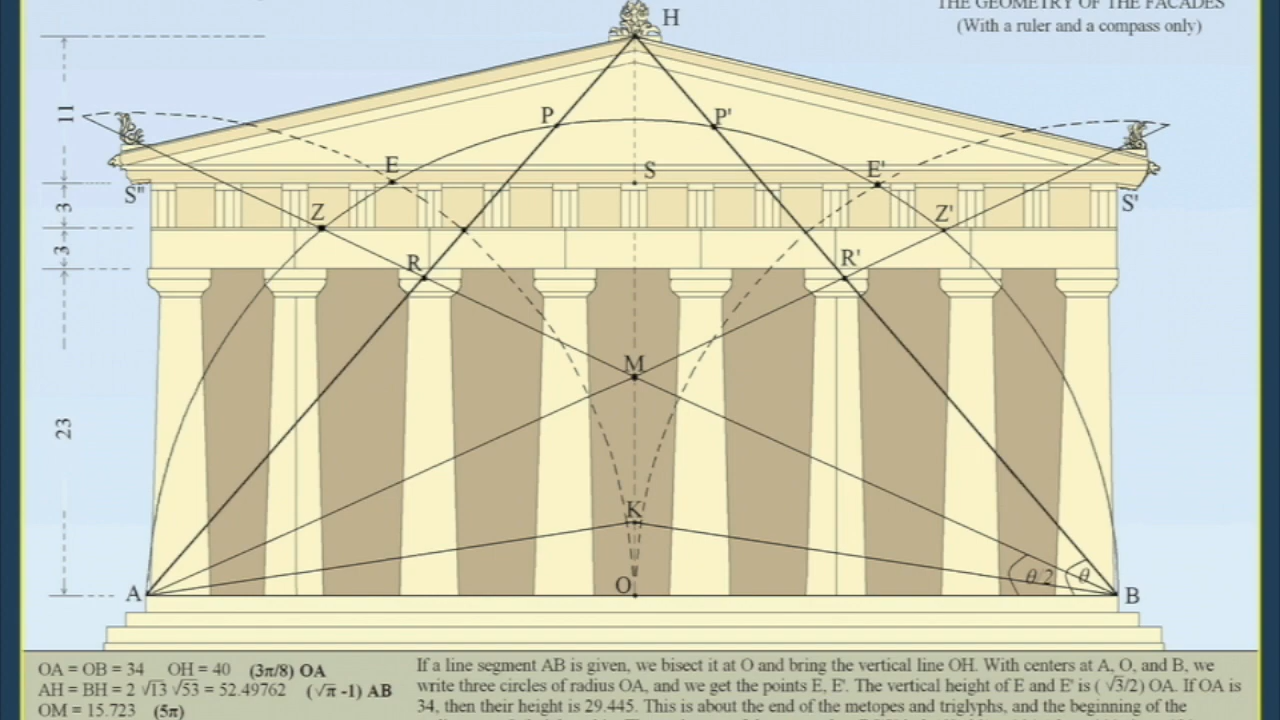 THE GEOMETRY OF THE FACADES
(With a ruler and a compass only)
H
11
P
P'
E
S
E'
S"
S'
3
Z
Z'
3
R
R'
M
23
K
A
O
θ 2
θ
B
OA = OB = 34 OH = 40 (3π/8) OA
AH = BH = 2 √13 √53 = 52.49762 (√π -1) AB
OM = 15.723 (5π)
If a line segment AB is given, we bisect it at O and bring the vertical line OH. With centers at A, O, and B, we
write three circles of radius OA, and we get the points E, E'. The vertical height of E and E' is ( √3/2) OA. If OA is
34, then their height is 29.445. This is about the end of the metopes and triglyphs, and the beginning of the